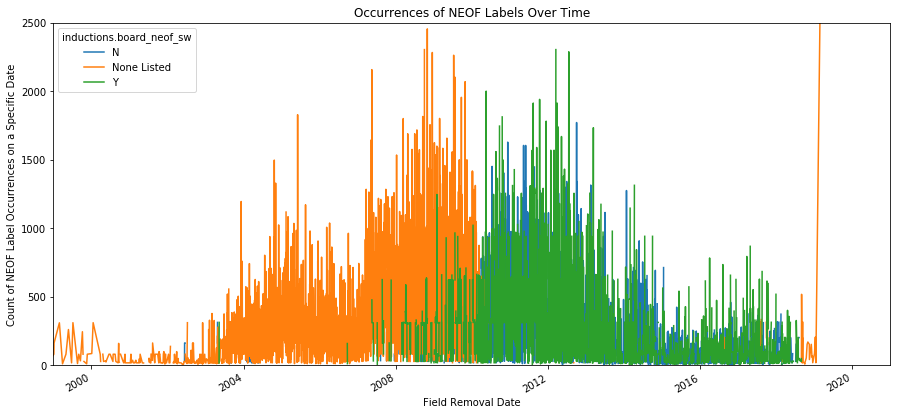 Occurrences of NEOF Labels Over Time
Count of NEOF Label Occurrences on a Specific Date
2500
2000
1500
1000
500
0
inductions.board_neof_sw
N
None Listed
Y
2000
2004
2008
2012
2016
2020
Field Removal Date